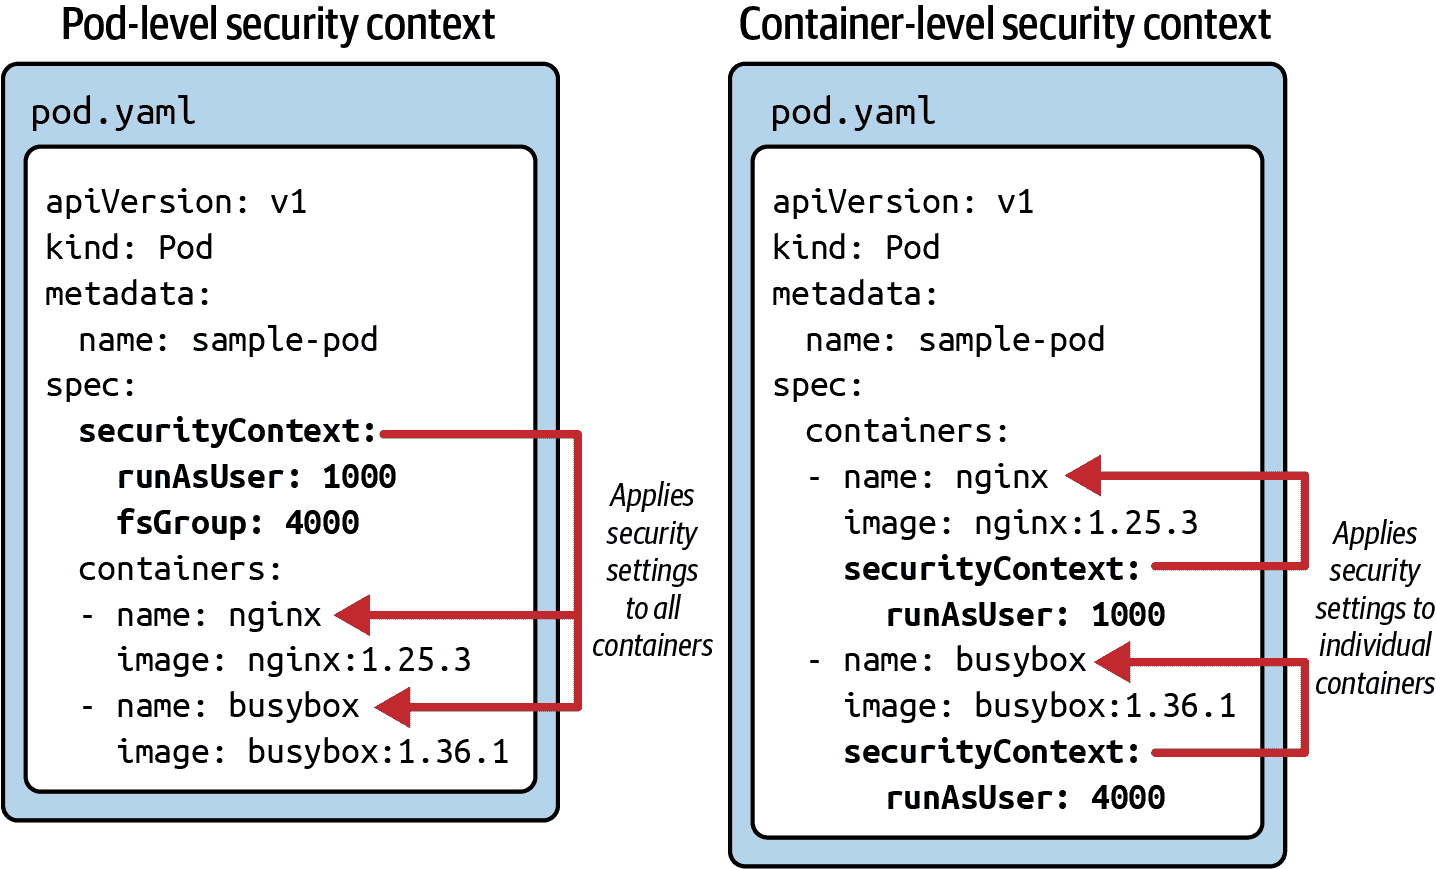 Pod-level security context
pod.yaml
apiVersion: v1
kind: Pod
metadata:
  name: sample-pod
spec:
  securityContext:
    runAsUser: 1000
    fsGroup: 4000
  containers:
  - name: nginx
    image: nginx:1.25.3
  - name: busybox
    image: busybox:1.36.1
Applies
security
settings
to all
containers
Container-level security context
pod.yaml
apiVersion: v1
kind: Pod
metadata:
  name: sample-pod
spec:
  containers:
  - name: nginx
    image: nginx:1.25.3
    securityContext:
      runAsUser: 1000
  - name: busybox
    image: busybox:1.36.1
    securityContext:
      runAsUser: 4000
Applies
security
settings to
individual
containers